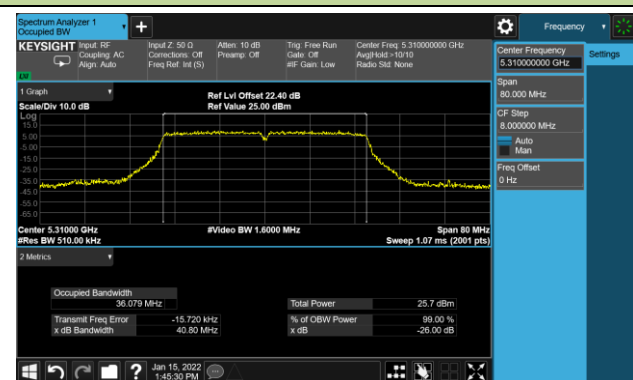 Spectrum Analyzer 1
Occupied BW
Frequency
KEYSIGHT
Input: RF
Coupling: AC
Align: Auto
Input Z: 50 Ω
Corrections: Off
Freq Ref: Int (S)
Atten: 10 dB
Preamp: Off
Trig: Free Run
Gate: Off
#IF Gain: Low
Center Freq: 5.310000000 GHz
Avg|Hold:>10/10
Radio Std: None
Center Frequency
5.310000000 GHz
Settings
Span
80.000 MHz
CF Step
8.000000 MHz
Auto
Man
Freq Offset
0 Hz
1 Graph
Scale/Div 10.0 dB
Ref Lvl Offset 22.40 dB
Ref Value 25.00 dBm
Log
15.0
5.00
-5.00
-15.0
-25.0
-35.0
-45.0
-55.0
-65.0
Center 5.31000 GHz
#Video BW 1.6000 MHz
Span 80 MHz
#Res BW 510.00 kHz
Sweep 1.07 ms (2001 pts)
2 Metrics
Occupied Bandwidth
36.079 MHz
Total Power 25.7 dBm
Transmit Freq Error -15.720 kHz
% of OBW Power 99.00 %
x dB Bandwidth 40.80 MHz
x dB -26.00 dB
Jan 15, 2022
1:45:30 PM